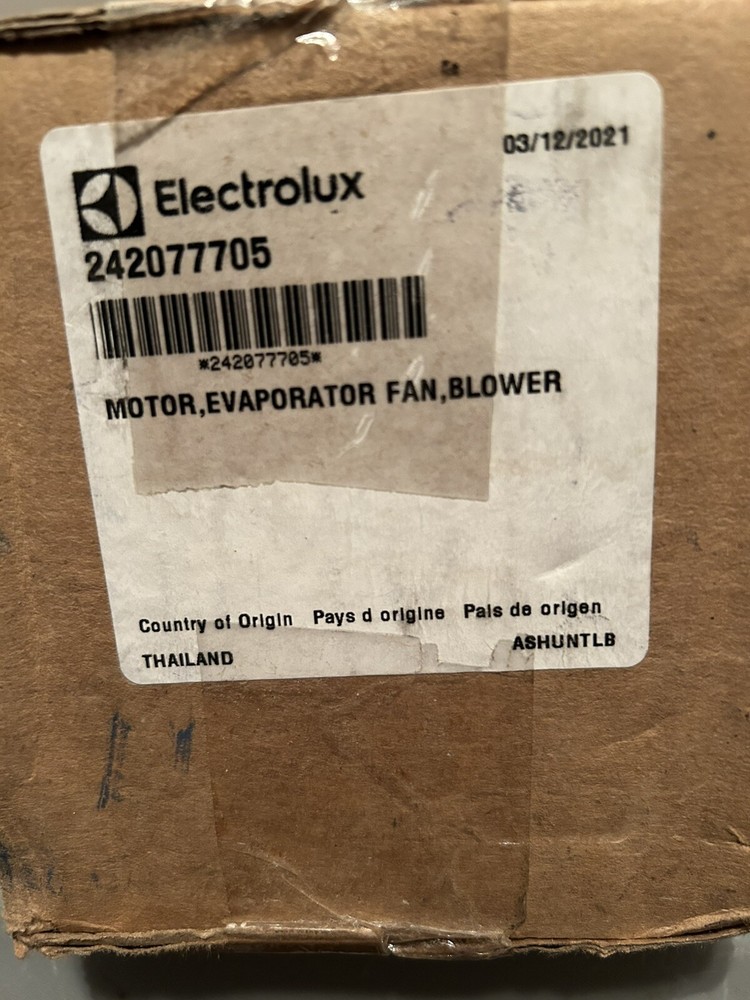 03/12/2021
Electrolux
242077705
*242077705*
MOTOR,EVAPORATOR FAN,BLOWER
Country of Origin Pays d origine Pais de origen
THAILAND ASHUNTLB